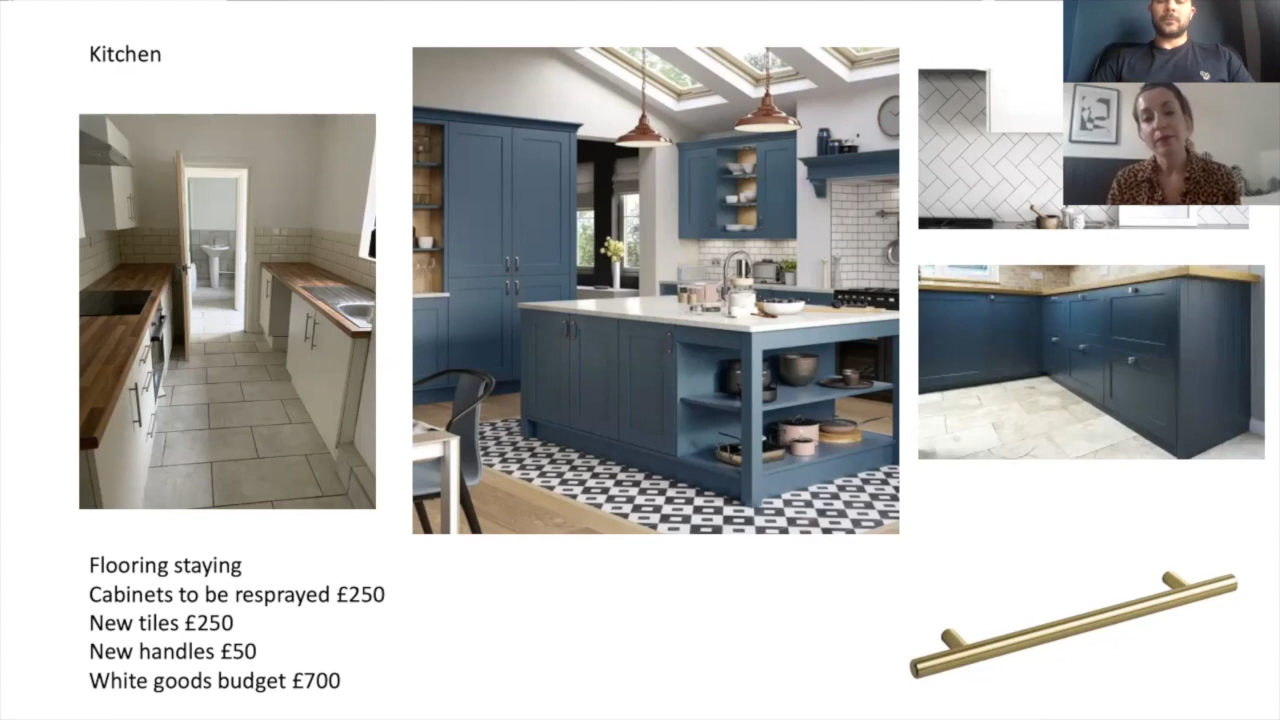 Kitchen
Flooring staying
Cabinets to be resprayed £250
New tiles £250
New handles £50
White goods budget £700